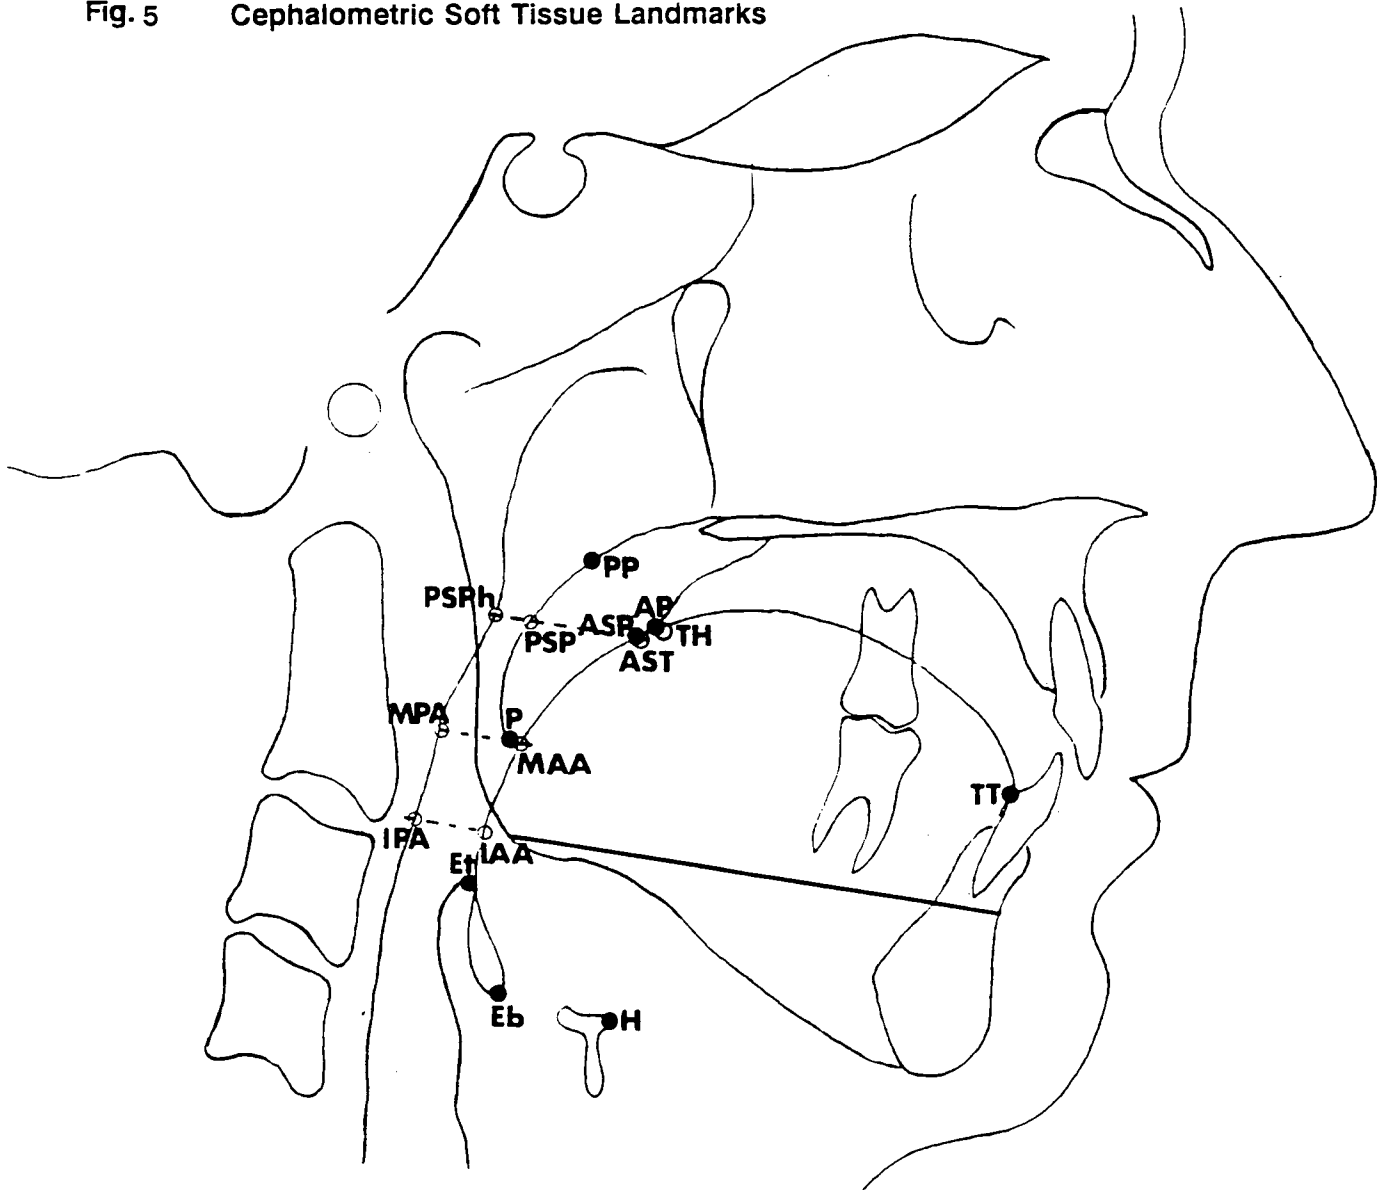 Fig. 5 Cephalometric Soft Tissue Landmarks
PP
PSPh
AP
ASP
TH
PSP
AST
MPA
P
MAA
TT
IPA
IAA
Et
Eb
H